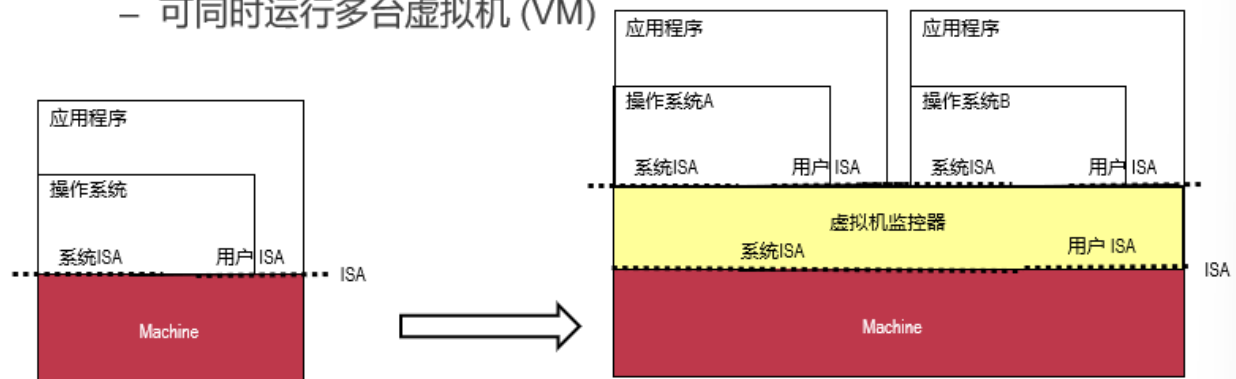 – 可同时运行多台虚拟机 (VM)
应用程序
操作系统
系统ISA
用户 ISA
ISA
Machine
应用程序
操作系统A
系统ISA
用户 ISA
应用程序
操作系统B
系统ISA
用户 ISA
虚拟机监控器
系统ISA
用户 ISA
ISA
Machine